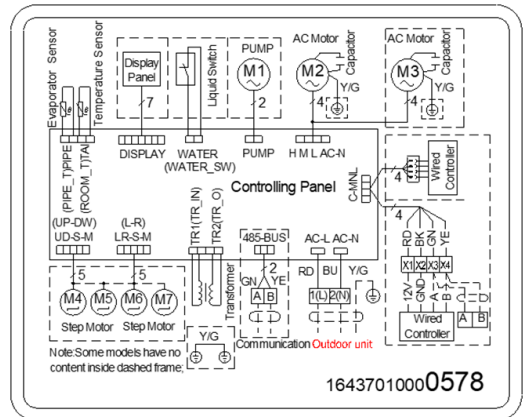 Evaporator Sensor
Temperature Sensor
Display
Panel
7
Liquid Switch
PUMP
M1
2
AC Motor
M2
Capacitor
Y/G
4
AC Motor
M3
Capacitor
Y/G
4
(PIPE_T)PIPE
(ROOM_T)TAI
DISPLAY
WATER
(WATER_SW)
PUMP
H M L AC-N
Controlling Panel
C-MNL
4
Wired
Controller
4
(UP-DW)
UD-S-M
(L-R)
LR-S-M
TR1(TR_IN)
TR2(TR_O)
485-BUS
AC-L AC-N
RD
BK
GN
YE
X1 X2 X3 X4
12V
GND
A
B
Wired
Controller
A B
5
5
M4 M5 M6 M7
Step Motor
Step Motor
Transformer
2
GN YE
A B
RD BU Y/G
1(L) 2(N)
Y/G
Communication Outdoor unit
Note:Some models have no
content inside dashed frame;
16437010000578